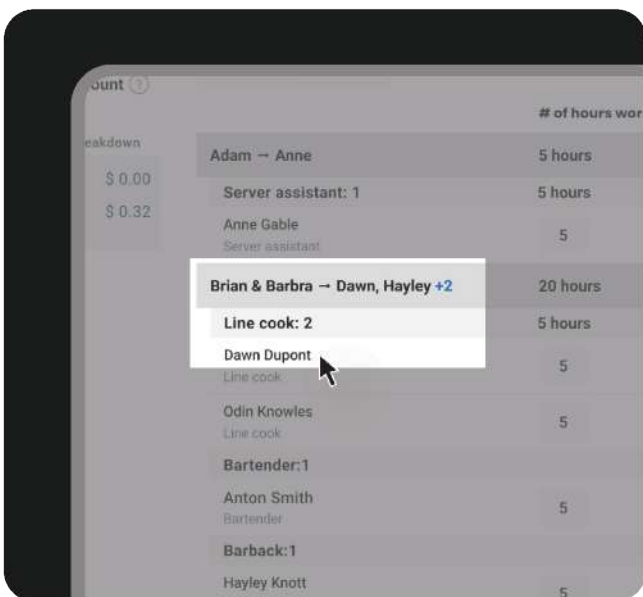 ount ?
# of hours wor
eakdown
Adam → Anne 5 hours
$ 0.00
Server assistant: 1 5 hours
$ 0.32
Anne Gable
Server assistant
5
Brian & Barbra → Dawn, Hayley +2 20 hours
Line cook: 2 5 hours
Dawn Dupont
Line cook
5
Odin Knowles
Line cook
5
Bartender:1
Anton Smith
Bartender
5
Barback:1
Hayley Knott
5